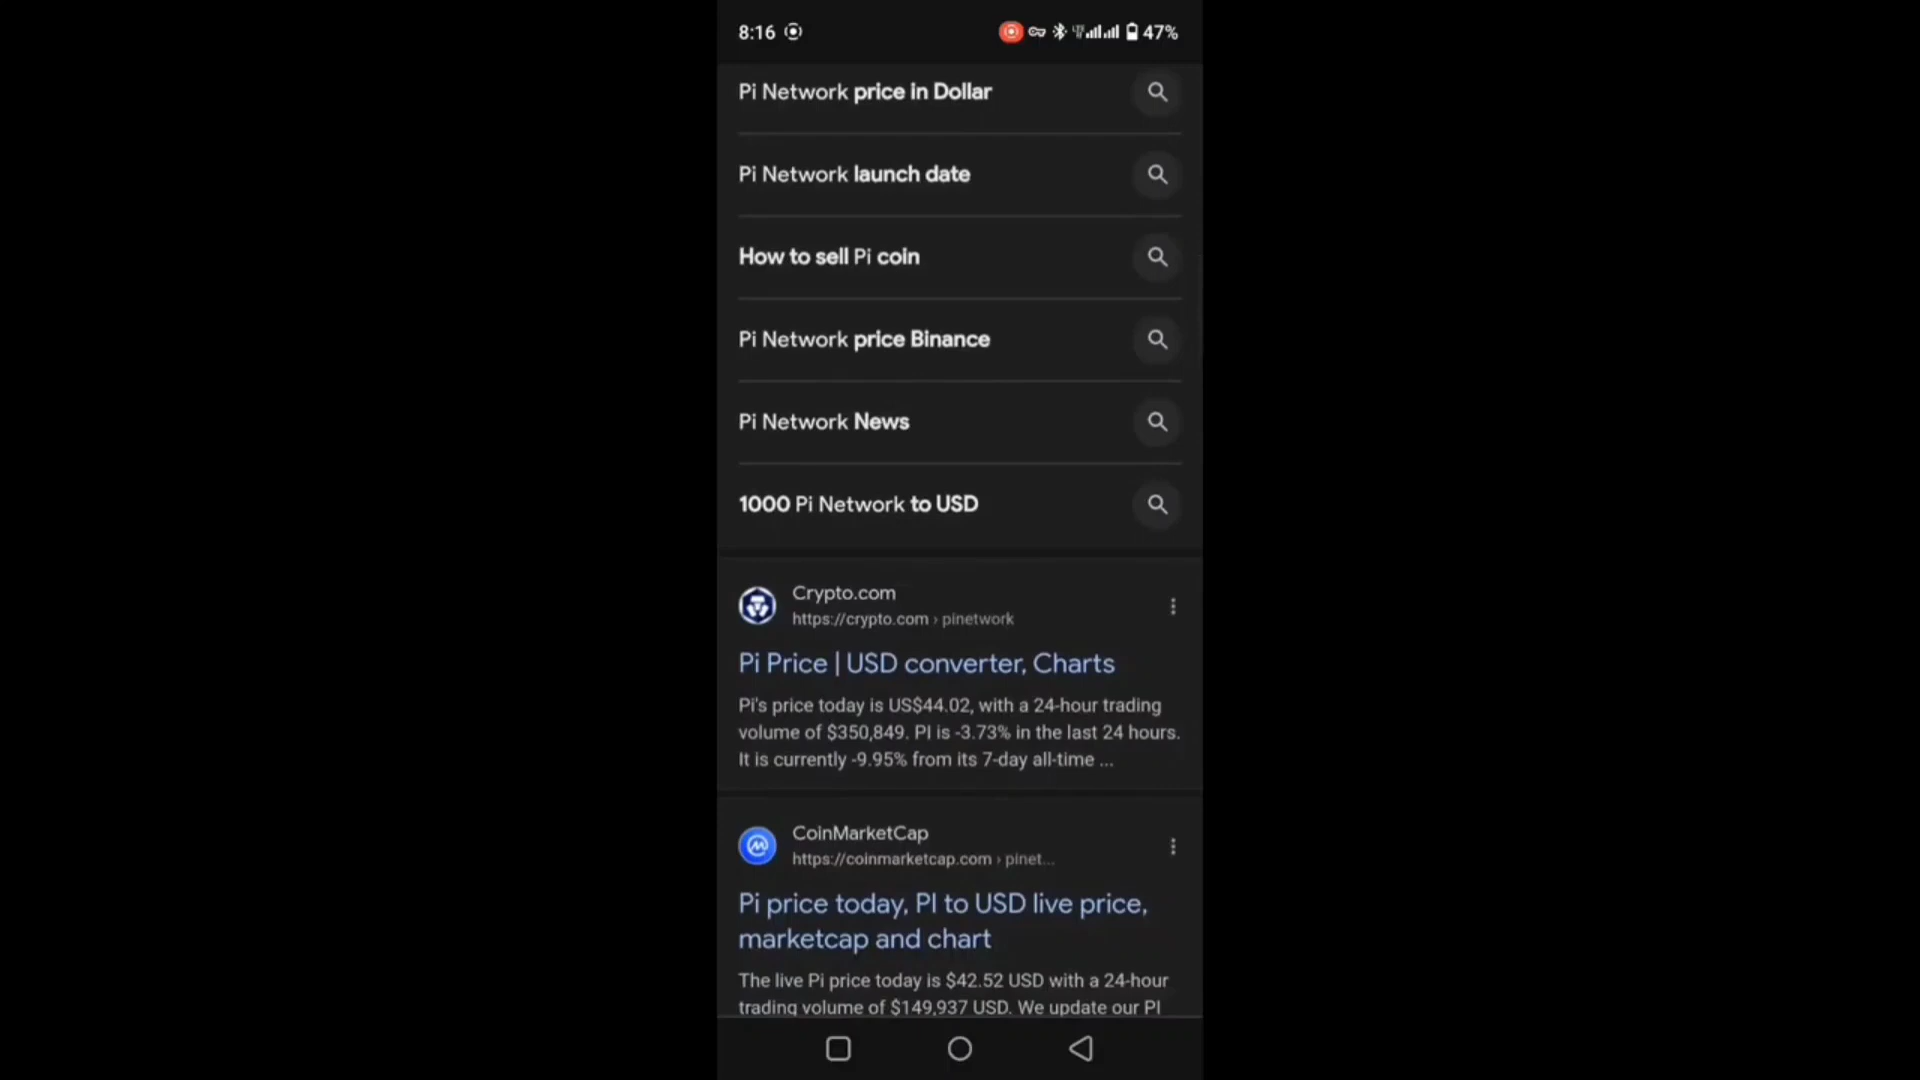 8:16 47%
Pi Network price in Dollar
Pi Network launch date
How to sell Pi coin
Pi Network price Binance
Pi Network News
1000 Pi Network to USD
Crypto.com
https://crypto.com › pinetwork
Pi Price | USD converter, Charts
Pi's price today is US$44.02, with a 24-hour trading
volume of $350,849. PI is -3.73% in the last 24 hours.
It is currently -9.95% from its 7-day all-time ...
CoinMarketCap
https://coinmarketcap.com › pinet...
Pi price today, PI to USD live price,
marketcap and chart
The live Pi price today is $42.52 USD with a 24-hour
trading volume of $149,937 USD. We update our PI